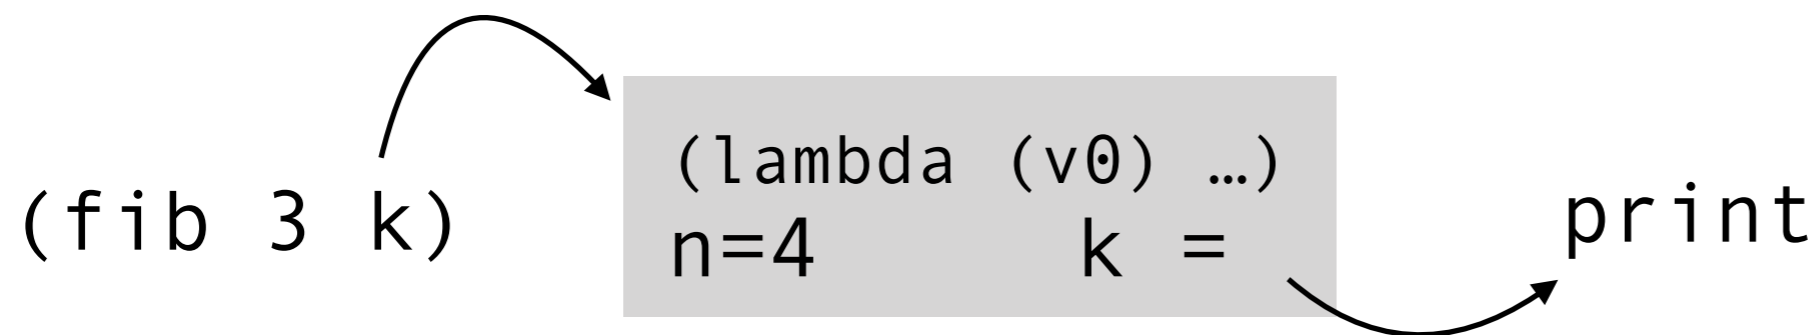 (fib 3 k)
(lambda (v0) …)
n=4 k =
print